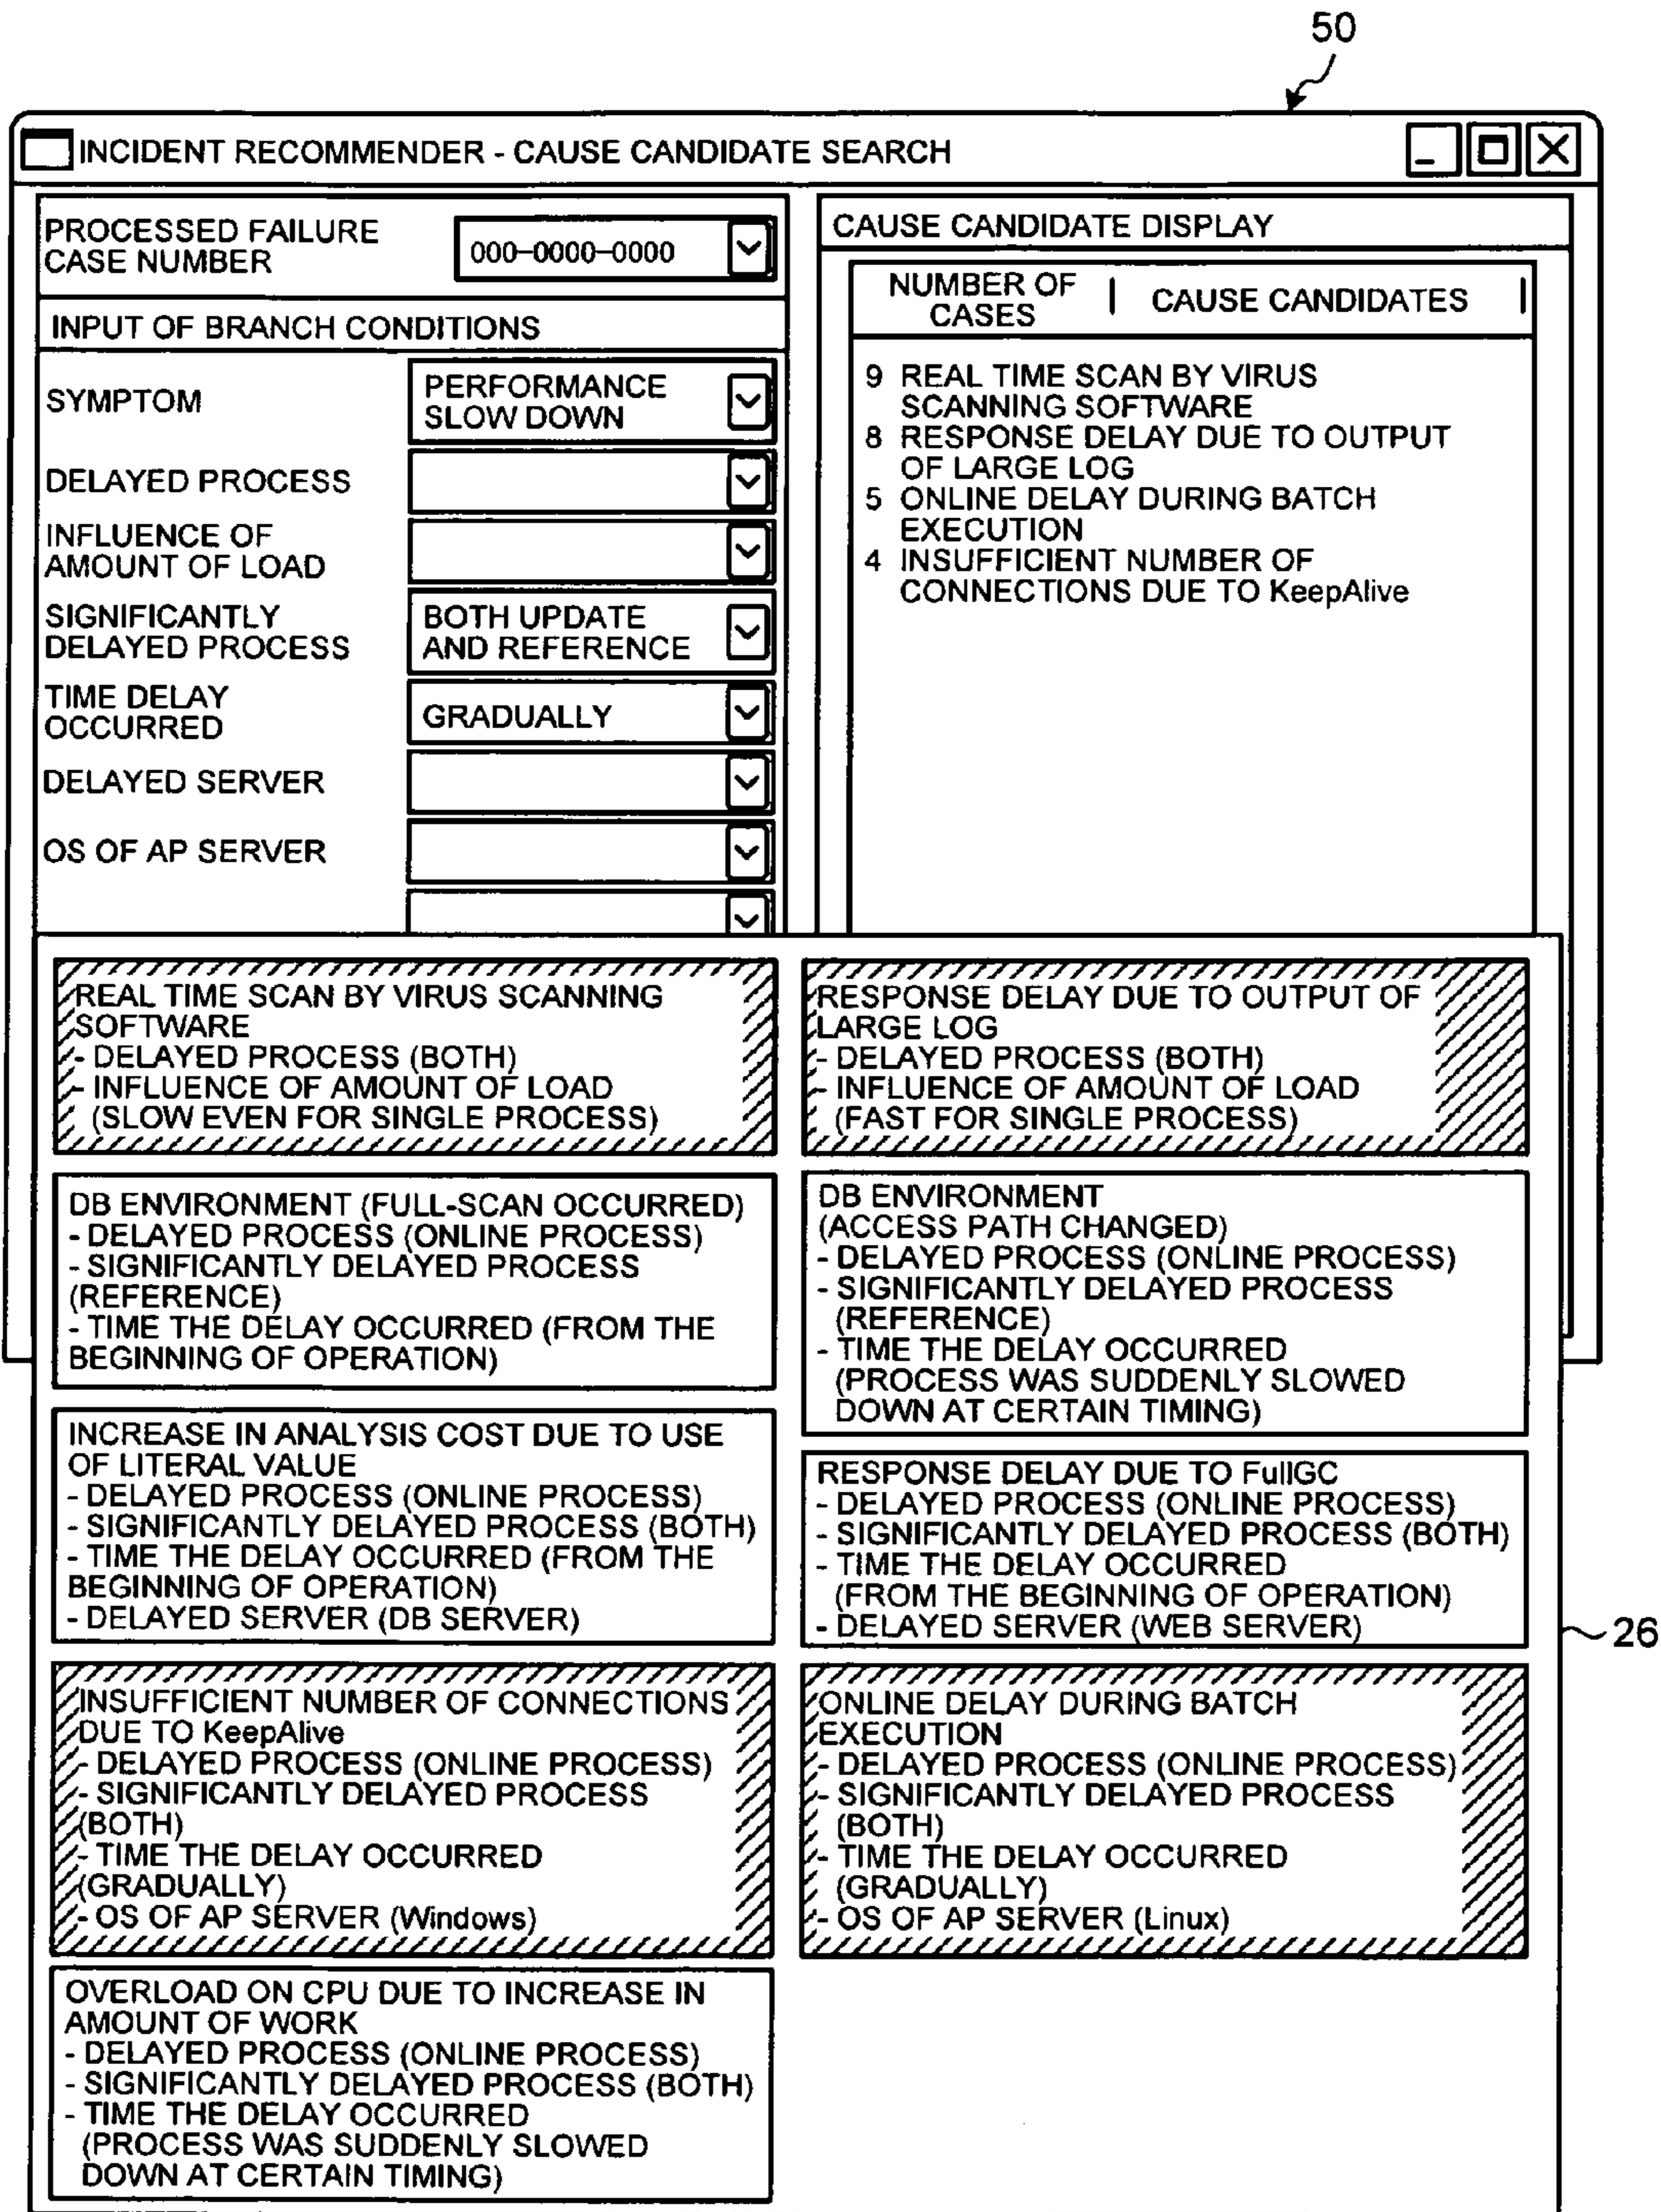 50
INCIDENT RECOMMENDER - CAUSE CANDIDATE SEARCH
PROCESSED FAILURE
CASE NUMBER
000-0000-0000
INPUT OF BRANCH CONDITIONS
SYMPTOM
PERFORMANCE
SLOW DOWN
DELAYED PROCESS
INFLUENCE OF
AMOUNT OF LOAD
SIGNIFICANTLY
DELAYED PROCESS
BOTH UPDATE
AND REFERENCE
TIME DELAY
OCCURRED
GRADUALLY
DELAYED SERVER
OS OF AP SERVER
CAUSE CANDIDATE DISPLAY
NUMBER OF
CASES
CAUSE CANDIDATES
9 REAL TIME SCAN BY VIRUS
SCANNING SOFTWARE
8 RESPONSE DELAY DUE TO OUTPUT
OF LARGE LOG
5 ONLINE DELAY DURING BATCH
EXECUTION
4 INSUFFICIENT NUMBER OF
CONNECTIONS DUE TO KeepAlive
REAL TIME SCAN BY VIRUS SCANNING
SOFTWARE
- DELAYED PROCESS (BOTH)
- INFLUENCE OF AMOUNT OF LOAD
(SLOW EVEN FOR SINGLE PROCESS)
RESPONSE DELAY DUE TO OUTPUT OF
LARGE LOG
- DELAYED PROCESS (BOTH)
- INFLUENCE OF AMOUNT OF LOAD
(FAST FOR SINGLE PROCESS)
DB ENVIRONMENT (FULL-SCAN OCCURRED)
- DELAYED PROCESS (ONLINE PROCESS)
- SIGNIFICANTLY DELAYED PROCESS
(REFERENCE)
- TIME THE DELAY OCCURRED (FROM THE
BEGINNING OF OPERATION)
DB ENVIRONMENT
(ACCESS PATH CHANGED)
- DELAYED PROCESS (ONLINE PROCESS)
- SIGNIFICANTLY DELAYED PROCESS
(REFERENCE)
- TIME THE DELAY OCCURRED
(PROCESS WAS SUDDENLY SLOWED
DOWN AT CERTAIN TIMING)
INCREASE IN ANALYSIS COST DUE TO USE
OF LITERAL VALUE
- DELAYED PROCESS (ONLINE PROCESS)
- SIGNIFICANTLY DELAYED PROCESS (BOTH)
- TIME THE DELAY OCCURRED (FROM THE
BEGINNING OF OPERATION)
- DELAYED SERVER (DB SERVER)
RESPONSE DELAY DUE TO FullGC
- DELAYED PROCESS (ONLINE PROCESS)
- SIGNIFICANTLY DELAYED PROCESS (BOTH)
- TIME THE DELAY OCCURRED
(FROM THE BEGINNING OF OPERATION)
- DELAYED SERVER (WEB SERVER)
26
INSUFFICIENT NUMBER OF CONNECTIONS
DUE TO KeepAlive
- DELAYED PROCESS (ONLINE PROCESS)
- SIGNIFICANTLY DELAYED PROCESS
(BOTH)
- TIME THE DELAY OCCURRED
(GRADUALLY)
- OS OF AP SERVER (Windows)
ONLINE DELAY DURING BATCH
EXECUTION
- DELAYED PROCESS (ONLINE PROCESS)
- SIGNIFICANTLY DELAYED PROCESS
(BOTH)
- TIME THE DELAY OCCURRED
(GRADUALLY)
- OS OF AP SERVER (Linux)
OVERLOAD ON CPU DUE TO INCREASE IN
AMOUNT OF WORK
- DELAYED PROCESS (ONLINE PROCESS)
- SIGNIFICANTLY DELAYED PROCESS (BOTH)
- TIME THE DELAY OCCURRED
(PROCESS WAS SUDDENLY SLOWED
DOWN AT CERTAIN TIMING)